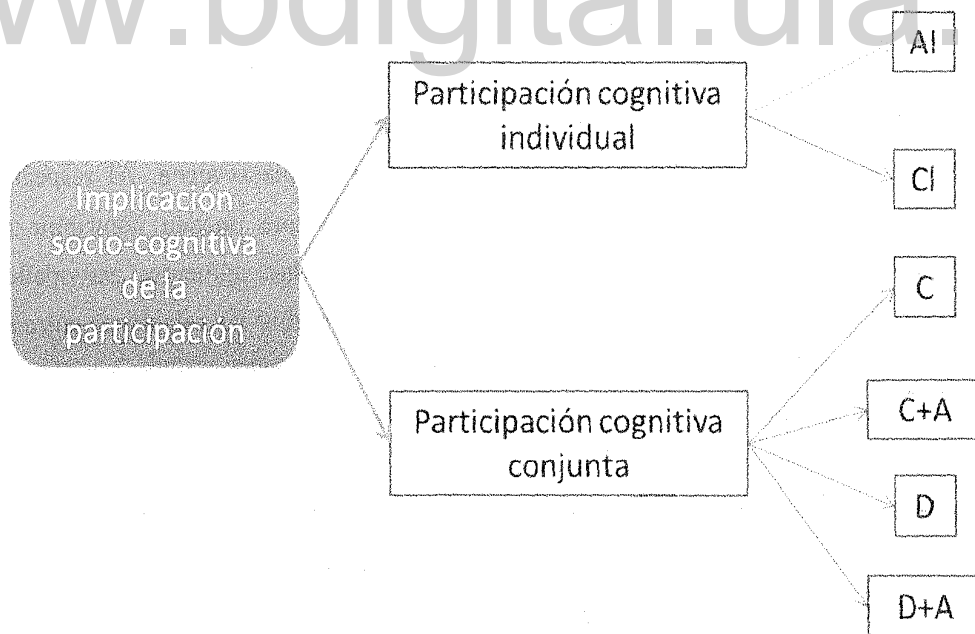 www.bdigital.ula.
Participación cognitiva
individual
AI
CI
Implicación
socio-cognitiva
de la
participación
C
Participación cognitiva
conjunta
C+A
D
D+A